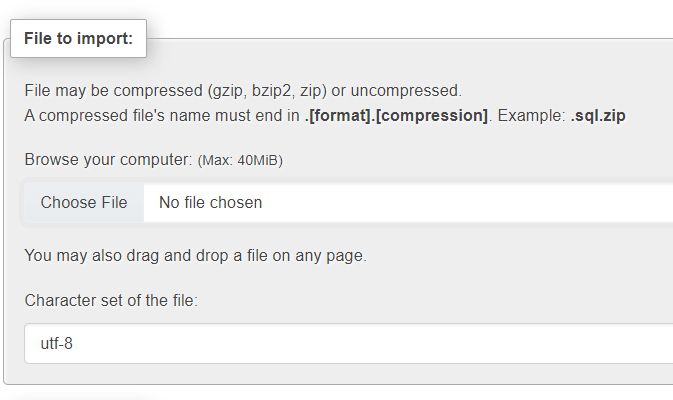 File to import:
File may be compressed (gzip, bzip2, zip) or uncompressed.
A compressed file's name must end in .[format].[compression]. Example: .sql.zip
Browse your computer: (Max: 40MiB)
Choose File No file chosen
You may also drag and drop a file on any page.
Character set of the file:
utf-8